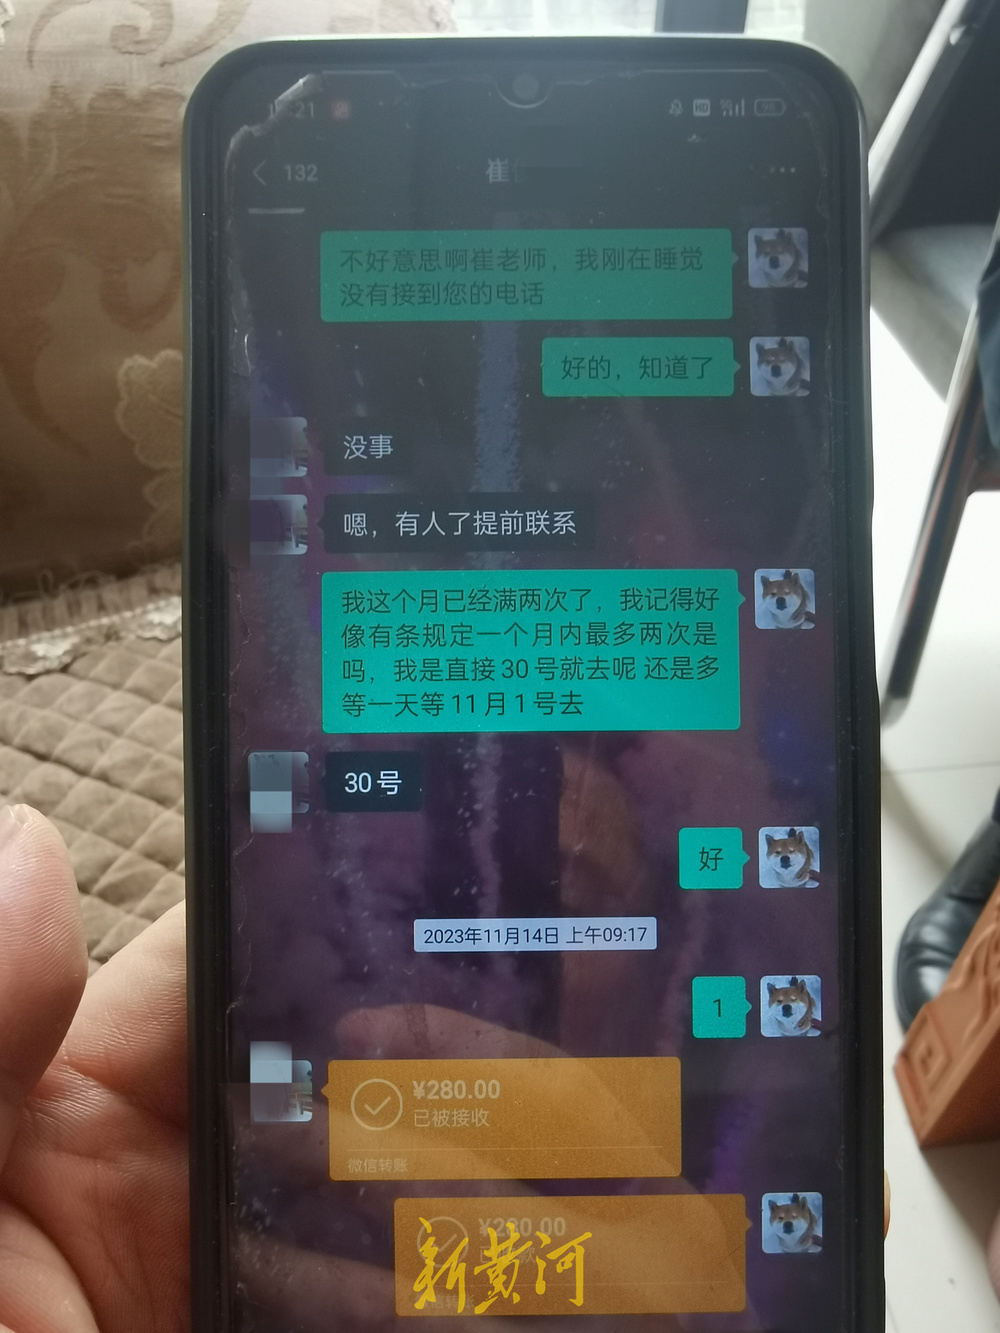 21
HD
98
132
崔
不好意思啊崔老师，我刚在睡觉
没有接到您的电话
好的，知道了
没事
嗯，有人了提前联系
我这个月已经满两次了，我记得好
像有条规定一个月内最多两次是
吗，我是直接30号就去呢 还是多
等一天等11月1号去
30号
好
2023年11月14日 上午09:17
1
¥280.00
已被接收
微信转账
¥280.00
新黄河